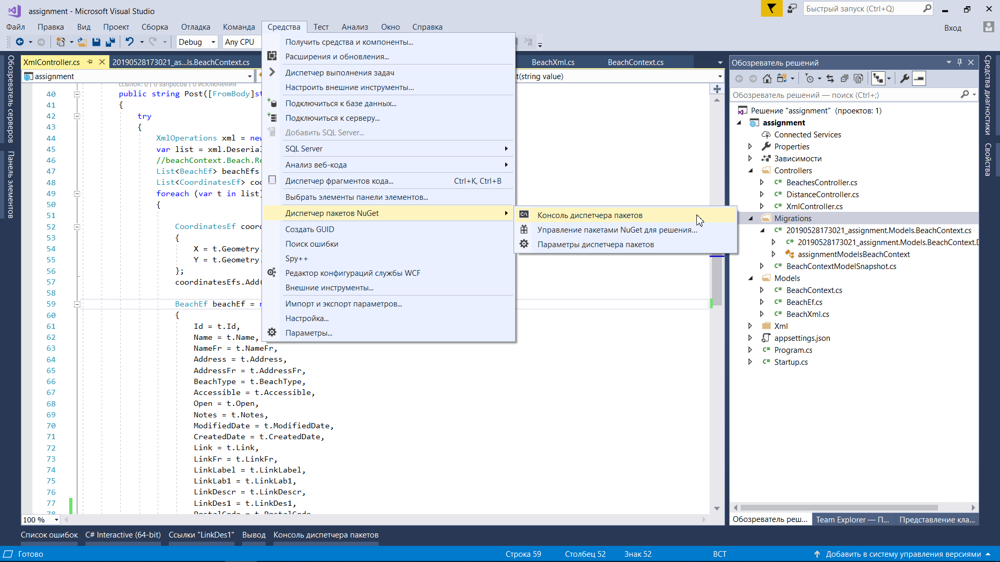 assignment - Microsoft Visual Studio
Быстрый запуск (Ctrl+Q)
Файл Правка Вид Проект Сборка Отладка Команда Средства Тест Анализ Окно Справка
Вход
Debug Any CPU
XmlController.cs 20190528173021_as...ls.BeachContext.cs BeachXml.cs BeachContext.cs
assignment
t(string value)
ссылок: 0 | 0 запросов | 0 исключения
40 public string Post([FromBody]st
41 {
42 try
43 {
44 XmlOperations xml = new
45 var list = xml.Deserial
46 //beachContext.Beach.Re
47 List<BeachEf> beachEfs
48 List<CoordinatesEf> coo
49 foreach (var t in list)
50 {
51
52 CoordinatesEf coord
53 {
54 X = t.Geometry.
55 Y = t.Geometry.
56 };
57 coordinatesEfs.Add(
58
59 BeachEf beachEf = n
60 {
61 Id = t.Id,
62 Name = t.Name,
63 NameFr = t.NameFr,
64 Address = t.Address,
65 AddressFr = t.AddressFr,
66 BeachType = t.BeachType,
67 Accessible = t.Accessible,
68 Open = t.Open,
69 Notes = t.Notes,
70 ModifiedDate = t.ModifiedDate,
71 CreatedDate = t.CreatedDate,
72 Link = t.Link,
73 LinkFr = t.LinkFr,
74 LinkLabel = t.LinkLabel,
75 LinkLab1 = t.LinkLab1,
76 LinkDescr = t.LinkDescr,
77 LinkDes1 = t.LinkDes1,
78 PostalCode = t.PostalCode
100 %
Получить средства и компоненты...
Расширения и обновления...
Диспетчер выполнения задач
Настроить внешние инструменты...
Подключиться к базе данных...
Подключиться к серверу...
Добавить SQL Server...
SQL Server
Анализ веб-кода
Диспетчер фрагментов кода... Ctrl+K, Ctrl+B
Выбрать элементы панели элементов...
Диспетчер пакетов NuGet
Создать GUID
Поиск ошибки
Spy++
Редактор конфигураций службы WCF
Внешние инструменты...
Импорт и экспорт параметров...
Настройка...
Параметры...
Консоль диспетчера пакетов
Управление пакетами NuGet для решения...
Параметры диспетчера пакетов
Обозреватель серверов
Панель элементов
Обозреватель решений
Обозреватель решений — поиск (Ctrl+;)
Решение "assignment" (проектов: 1)
assignment
Connected Services
Properties
Зависимости
Controllers
C# BeachesController.cs
C# DistanceController.cs
C# XmlController.cs
Migrations
C# 20190528173021_assignment.Models.BeachContext.cs
C# 20190528173021_assignment.Models.BeachContext.D
assignmentModelsBeachContext
C# BeachContextModelSnapshot.cs
Models
C# BeachContext.cs
C# BeachEf.cs
C# BeachXml.cs
Xml
appsettings.json
C# Program.cs
C# Startup.cs
Обозреватель реш... Team Explorer — П... Представление кла...
Средства диагностики
Свойства
Список ошибок C# Interactive (64-bit) Ссылки "LinkDes1" Вывод Консоль диспетчера пакетов
Готово Строка 59 Столбец 52 Знак 52 ВСТ Добавить в систему управления версиями